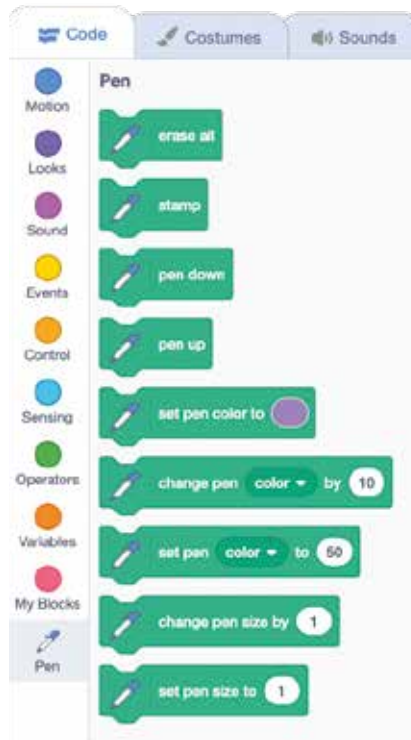 Code Costumes Sounds
Motion
Looks
Sound
Events
Control
Sensing
Operators
Variables
My Blocks
Pen
Pen
erase all
stamp
pen down
pen up
set pen color to
change pen color by 10
set pen color to 50
change pen size by 1
set pen size to 1